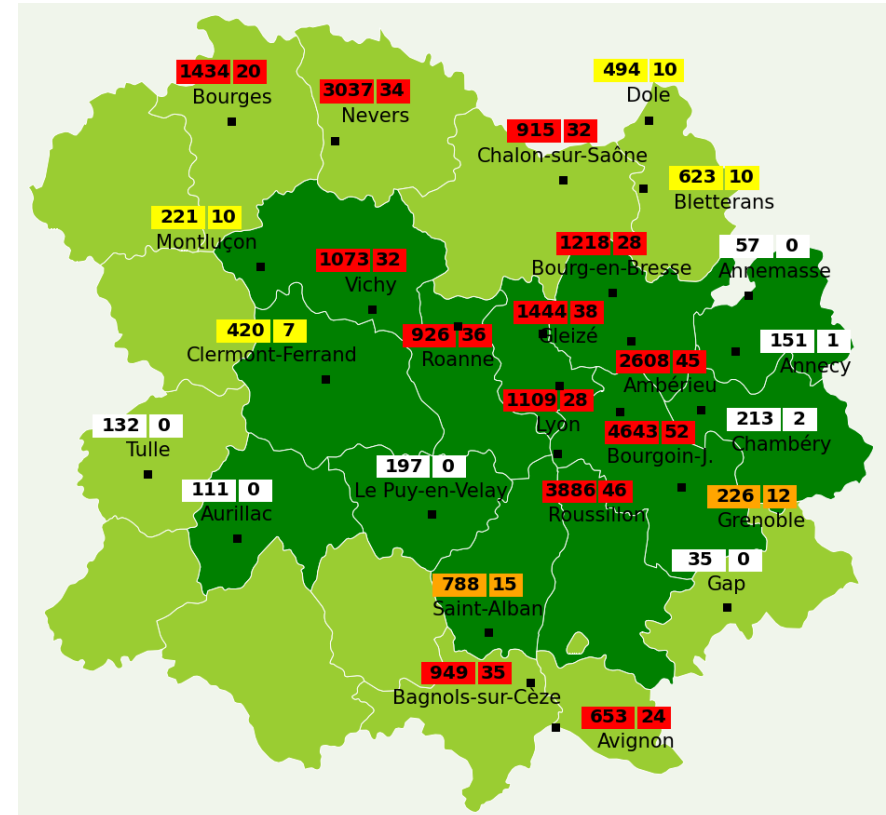 1434 20
Bourges
3037 34
Nevers
494 10
Dole
915 32
Chalon-sur-Saône
623 10
Bletterans
221 10
Montluçon
1073 32
Vichy
1218 28
Bourg-en-Bresse
57 0
Annemasse
420 7
Clermont-Ferrand
926 36
Roanne
1444 38
Gleizé
151 1
Annecy
2608 45
Ambérieu
1109 28
Lyon
132 0
Tulle
4643 52
Bourgoin-J.
213 2
Chambéry
197 0
Le Puy-en-Velay
111 0
Aurillac
3886 46
Roussillon
226 12
Grenoble
35 0
Gap
788 15
Saint-Alban
949 35
Bagnols-sur-Cèze
653 24
Avignon